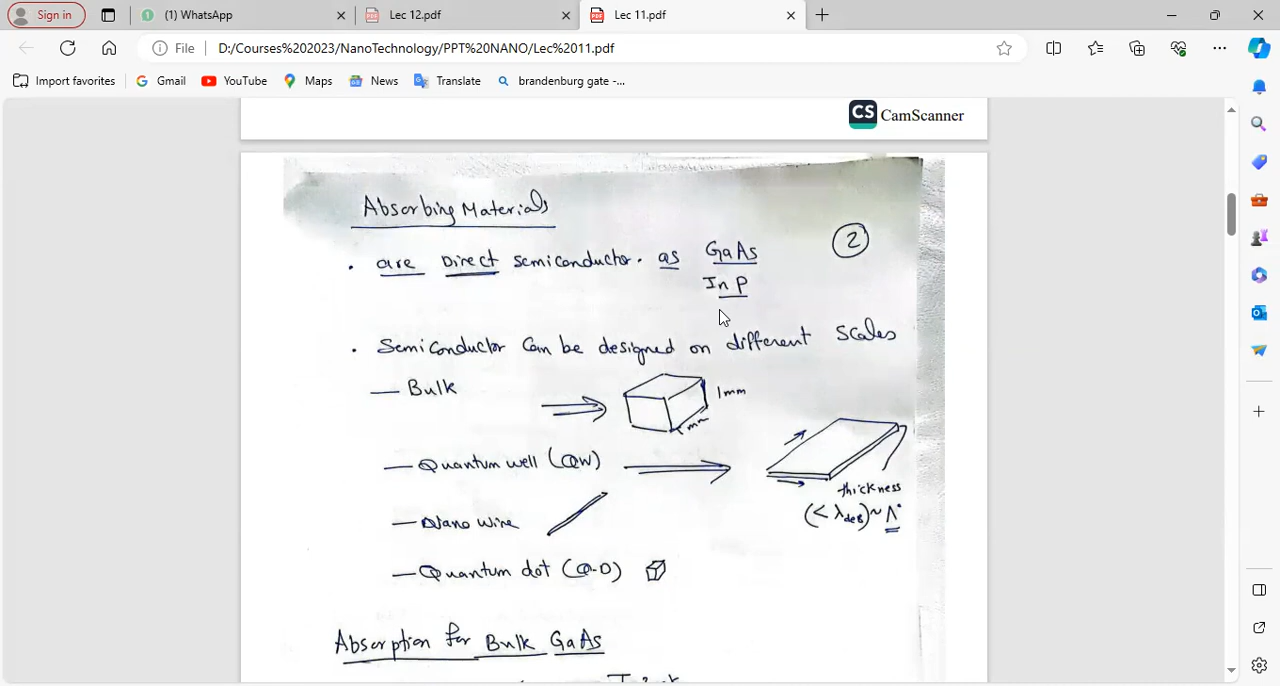 Sign in
(1) WhatsApp
Lec 12.pdf
Lec 11.pdf
File
D:/Courses%202023/NanoTechnology/PPT%20NANO/Lec%2011.pdf
Import favorites
Gmail
YouTube
Maps
News
Translate
brandenburg gate -...
CS CamScanner
Absorbing Materials
2
. are Direct semiconductor. as GaAs
InP
. Semiconductor can be designed on different scales
— Bulk
1mm
mm
— Quantum well (QW)
thickness
(< λdeB) ~ A°
— Nano wire
— Quantum dot (Q.D)
Absorption for Bulk GaAs